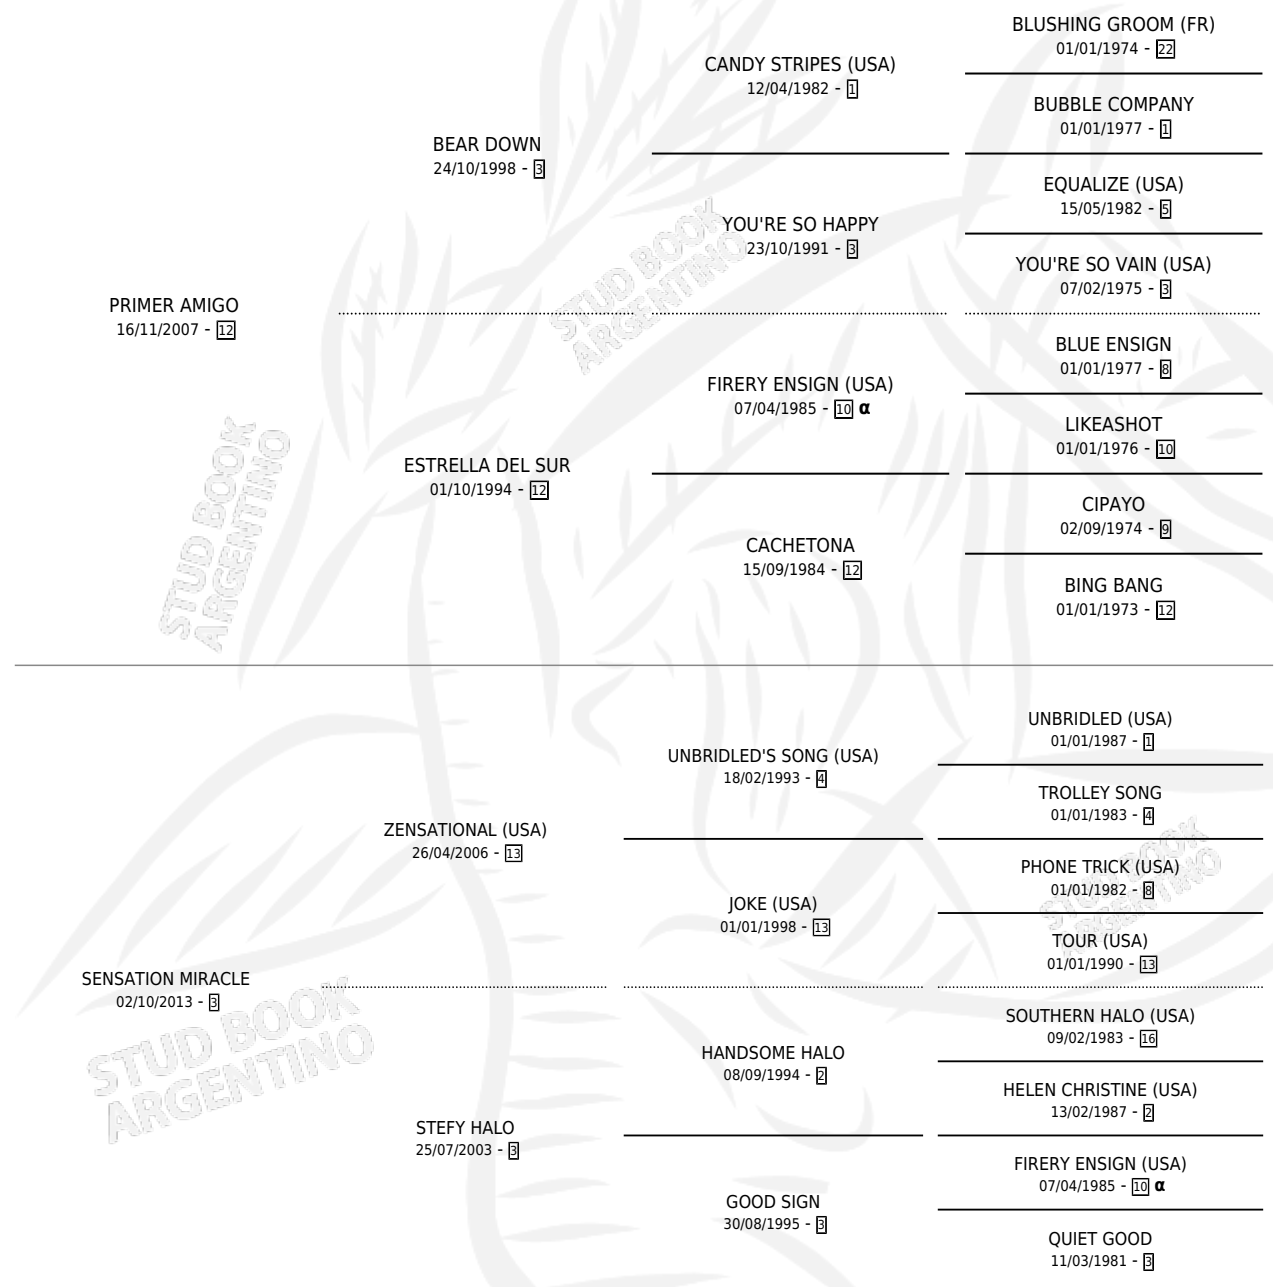 BLUSHING GROOM (FR)
01/01/1974 - 22
CANDY STRIPES (USA)
12/04/1982 - 1
BUBBLE COMPANY
01/01/1977 - 1
BEAR DOWN
24/10/1998 - 3
EQUALIZE (USA)
15/05/1982 - 5
YOU'RE SO HAPPY
23/10/1991 - 3
YOU'RE SO VAIN (USA)
07/02/1975 - 3
PRIMER AMIGO
16/11/2007 - 12
BLUE ENSIGN
01/01/1977 - 8
FIRERY ENSIGN (USA)
07/04/1985 - 10 α
LIKEASHOT
01/01/1976 - 10
ESTRELLA DEL SUR
01/10/1994 - 12
CIPAYO
02/09/1974 - 9
CACHETONA
15/09/1984 - 12
BING BANG
01/01/1973 - 12
STUD BOOK
ARGENTINO
STUD BOOK
ARGENTINO
UNBRIDLED (USA)
01/01/1987 - 1
UNBRIDLED'S SONG (USA)
18/02/1993 - 4
TROLLEY SONG
01/01/1983 - 4
ZENSATIONAL (USA)
26/04/2006 - 13
PHONE TRICK (USA)
01/01/1982 - 8
JOKE (USA)
01/01/1998 - 13
TOUR (USA)
01/01/1990 - 13
STUD BOOK
ARGENTINO
SENSATION MIRACLE
02/10/2013 - 3
SOUTHERN HALO (USA)
09/02/1983 - 16
HANDSOME HALO
08/09/1994 - 2
HELEN CHRISTINE (USA)
13/02/1987 - 2
STEFY HALO
25/07/2003 - 3
FIRERY ENSIGN (USA)
07/04/1985 - 10 α
GOOD SIGN
30/08/1995 - 3
QUIET GOOD
11/03/1981 - 3
STUD BOOK
ARGENTINO